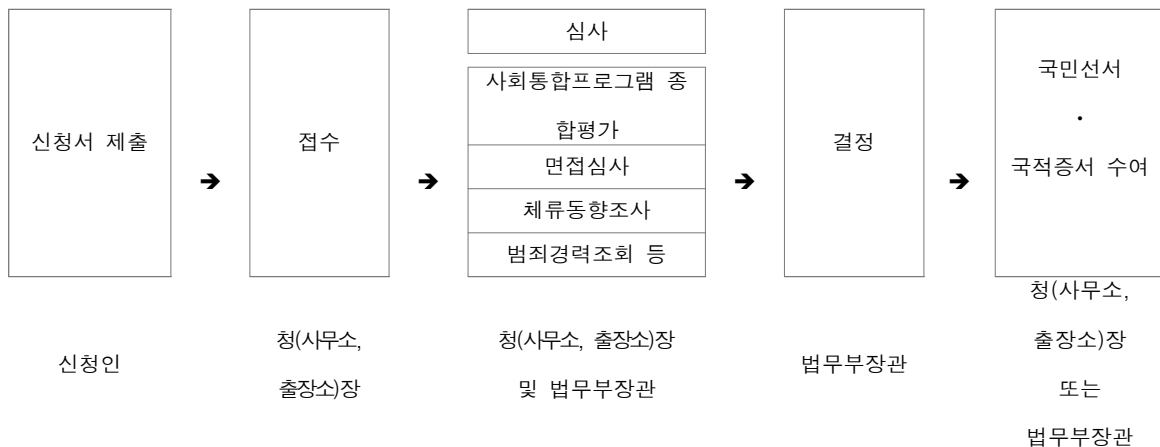 신청서 제출
➔
접수
➔
심사
사회통합프로그램 종
합평가
면접심사
체류동향조사
범죄경력조회 등
➔
결정
➔
국민선서
·
국적증서 수여
신청인
청(사무소,
출장소)장
청(사무소, 출장소)장
및 법무부장관
법무부장관
청(사무소,
출장소)장
또는
법무부장관